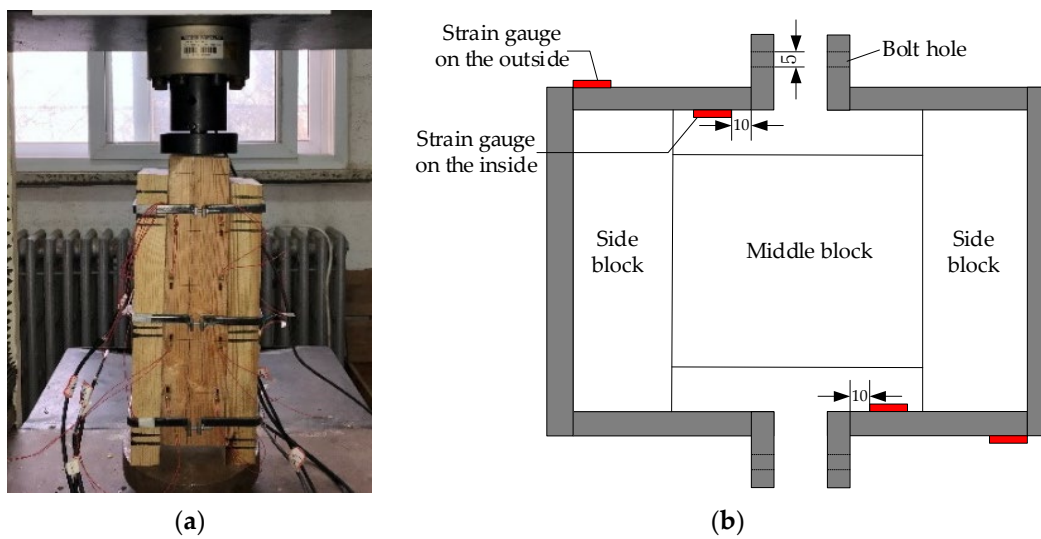 Strain gauge
on the outside
5
Bolt hole
10
Strain gauge
on the inside
Side
block
Middle block
Side
block
10
(a)
(b)